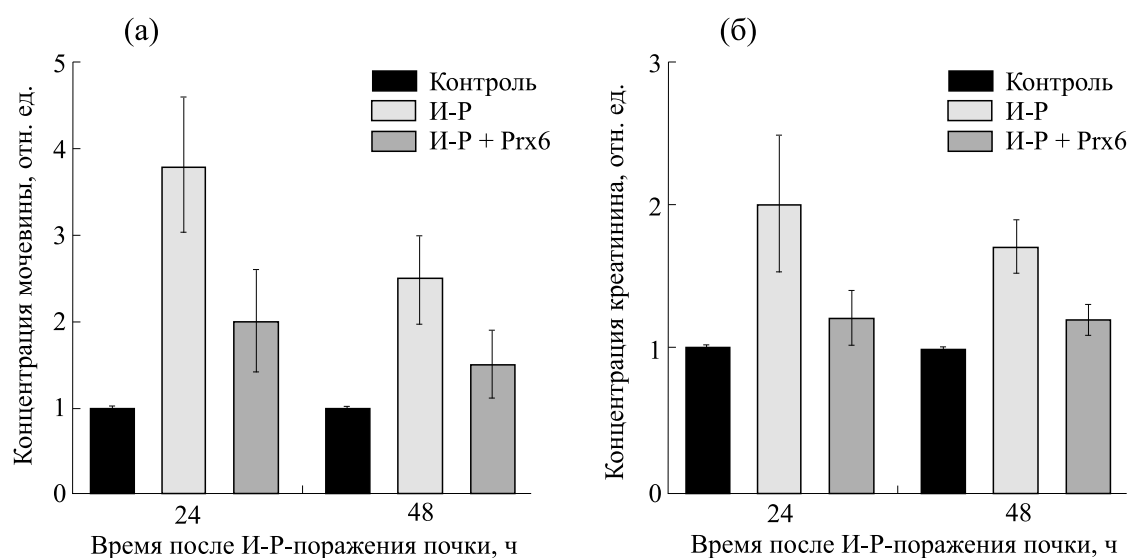 (а)
Концентрация мочевины, отн. ед.
5
4
3
2
1
0
Контроль
И-Р
И-Р + Prx6
24
48
Время после И-Р-поражения почки, ч
(б)
Концентрация креатинина, отн. ед.
3
2
1
0
Контроль
И-Р
И-Р + Prx6
24
48
Время после И-Р-поражения почки, ч